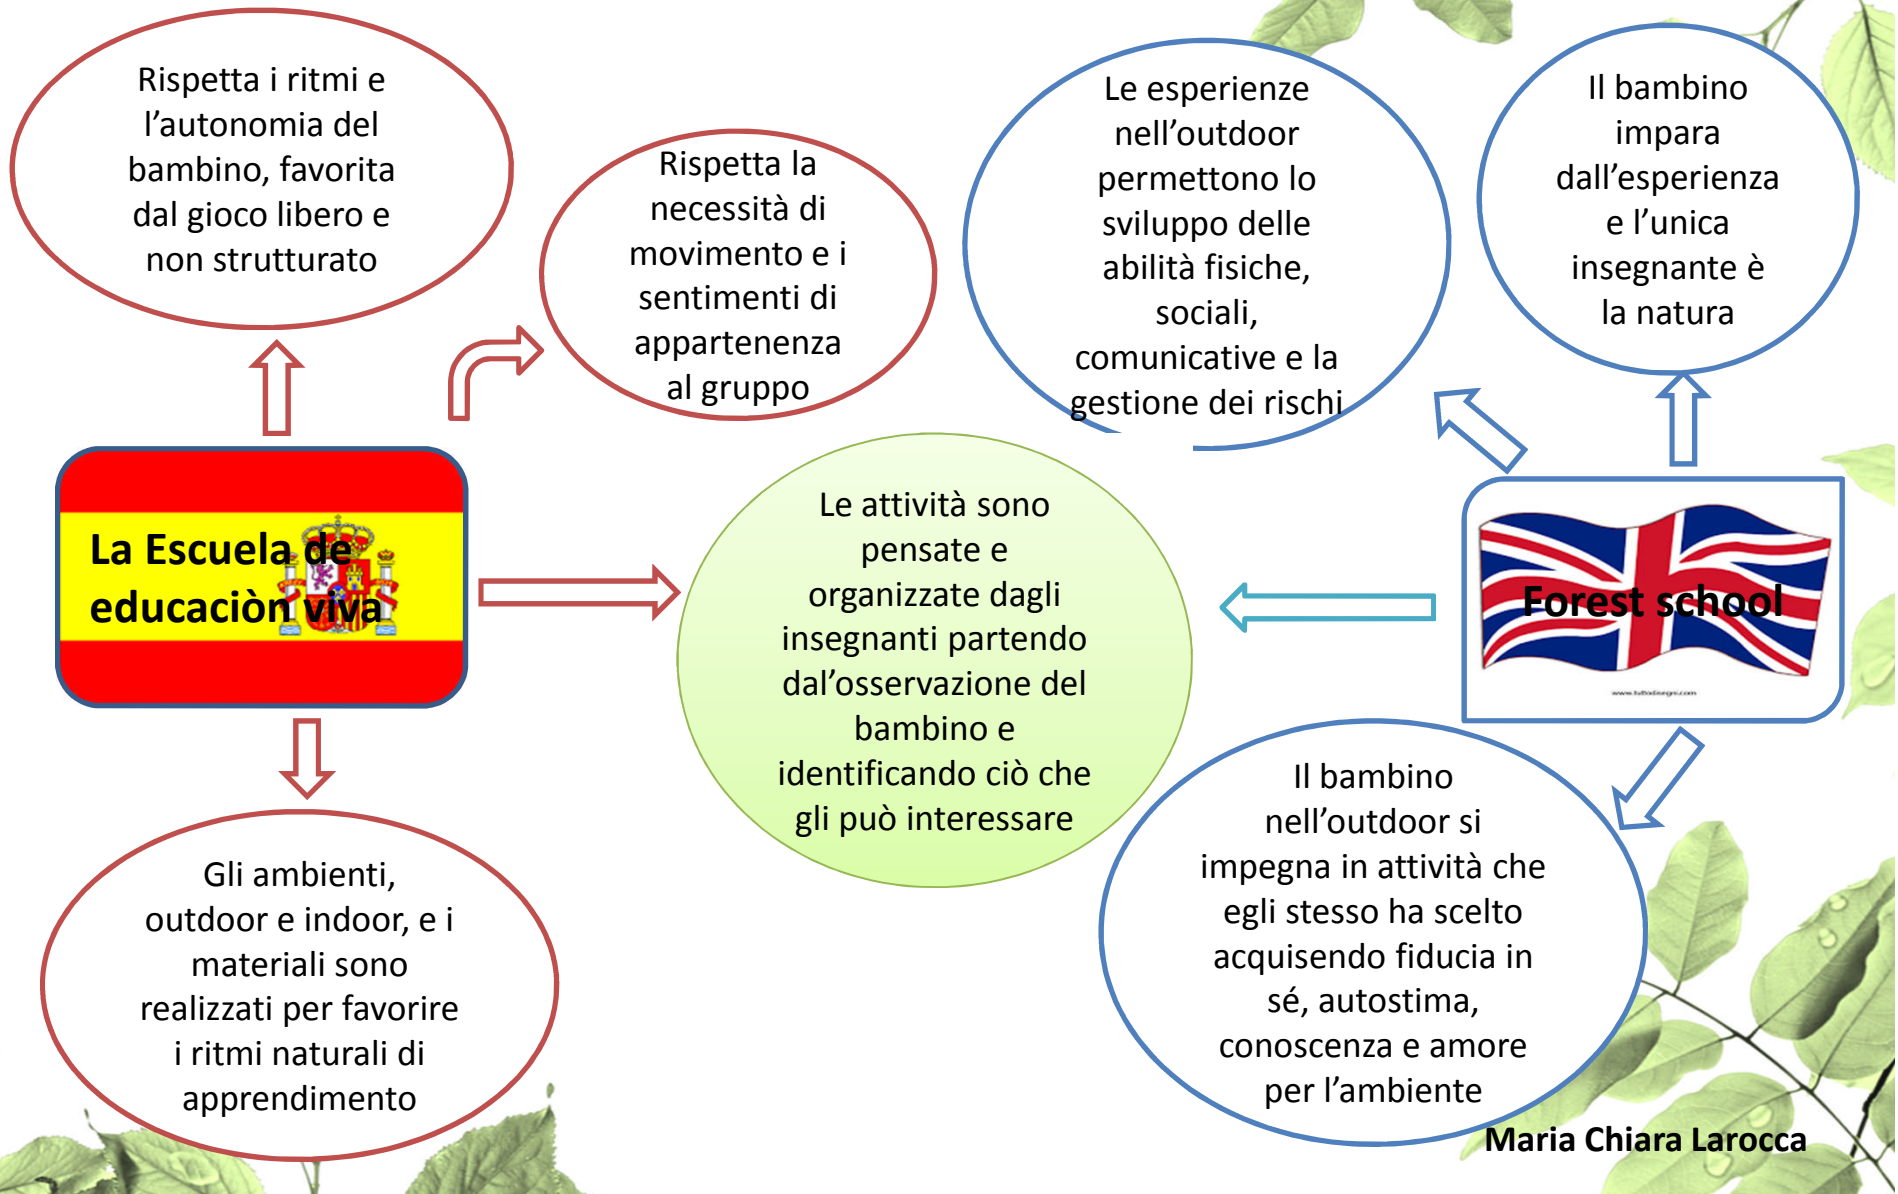 Rispetta i ritmi e
l’autonomia del
bambino, favorita
dal gioco libero e
non strutturato
Rispetta la
necessità di
movimento e i
sentimenti di
appartenenza
al gruppo
Le esperienze
nell’outdoor
permettono lo
sviluppo delle
abilità fisiche,
sociali,
comunicative e la
gestione dei rischi
Il bambino
impara
dall’esperienza
e l’unica
insegnante è
la natura
La Escuela de
educaciòn viva
Le attività sono
pensate e
organizzate dagli
insegnanti partendo
dal’osservazione del
bambino e
identificando ciò che
gli può interessare
Forest school
www.tuttodisegni.com
Gli ambienti,
outdoor e indoor, e i
materiali sono
realizzati per favorire
i ritmi naturali di
apprendimento
Il bambino
nell’outdoor si
impegna in attività che
egli stesso ha scelto
acquisendo fiducia in
sé, autostima,
conoscenza e amore
per l’ambiente
Maria Chiara Larocca